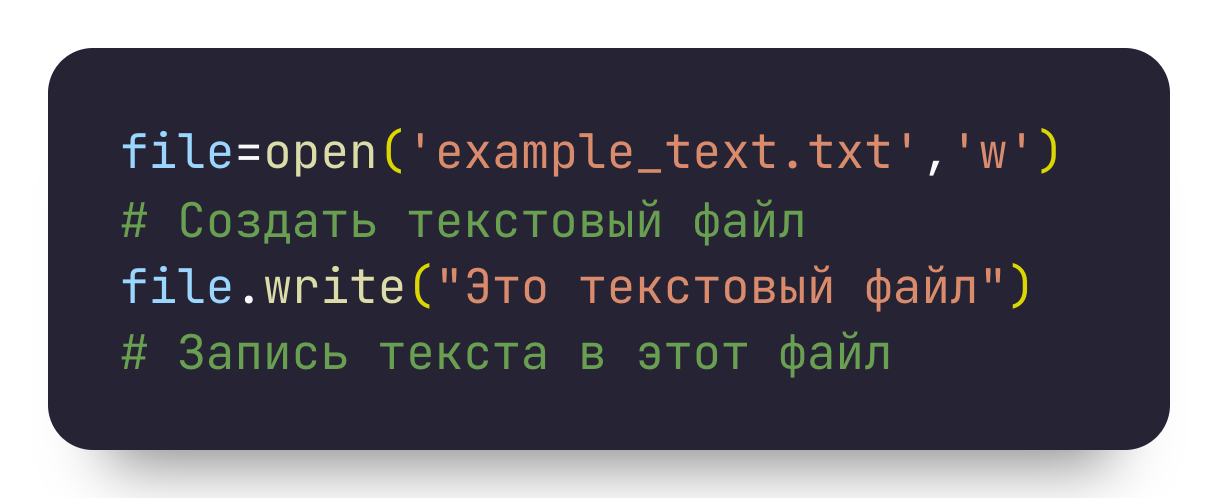 file=open('example_text.txt','w')
# Создать текстовый файл
file.write("Это текстовый файл")
# Запись текста в этот файл